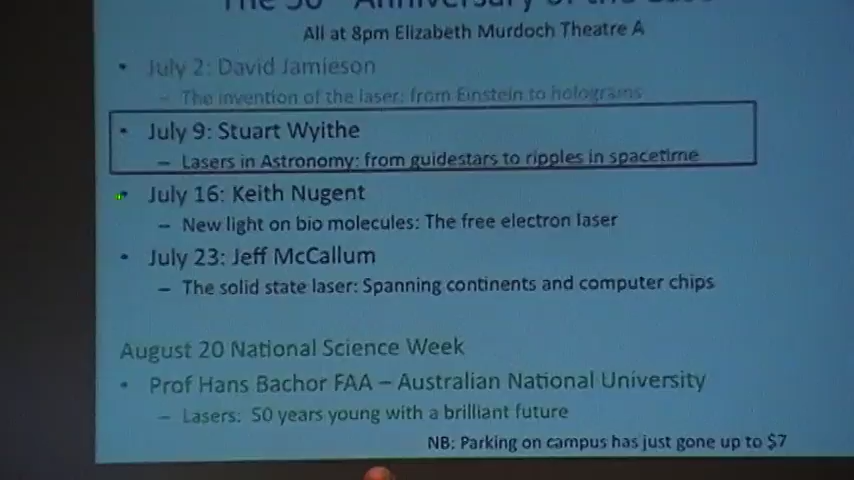 All at 8pm Elizabeth Murdoch Theatre A
• July 2: David Jamieson
– The invention of the laser: from Einstein to holograms
• July 9: Stuart Wyithe
– Lasers in Astronomy: from guidestars to ripples in spacetime
• July 16: Keith Nugent
– New light on bio molecules: The free electron laser
• July 23: Jeff McCallum
– The solid state laser: Spanning continents and computer chips
August 20 National Science Week
• Prof Hans Bachor FAA – Australian National University
– Lasers: 50 years young with a brilliant future
NB: Parking on campus has just gone up to $7